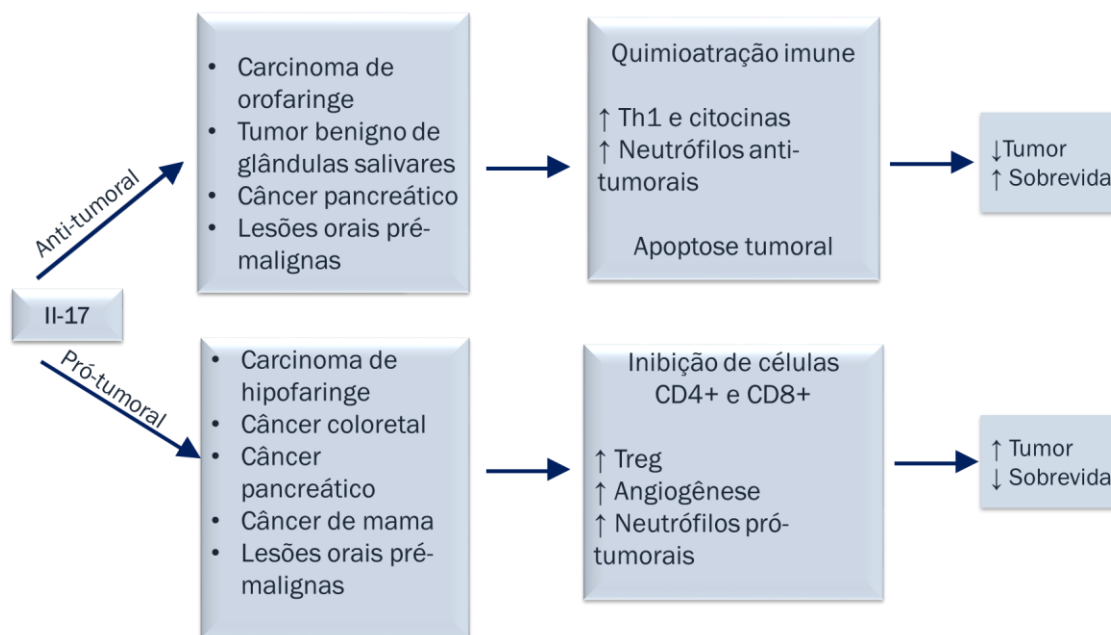 Anti-tumoral
Il-17
Pró-tumoral
• Carcinoma de
orofaringe
• Tumor benigno de
glândulas salivares
• Câncer pancreático
• Lesões orais pré-
malignas
Quimioatração imune
↑ Th1 e citocinas
↑ Neutrófilos anti-
tumorais
Apoptose tumoral
↓Tumor
↑ Sobrevida
• Carcinoma de
hipofaringe
• Câncer coloretal
• Câncer
pancreático
• Câncer de mama
• Lesões orais pré-
malignas
Inibição de células
CD4+ e CD8+
↑ Treg
↑ Angiogênese
↑ Neutrófilos pró-
tumorais
↑ Tumor
↓ Sobrevida